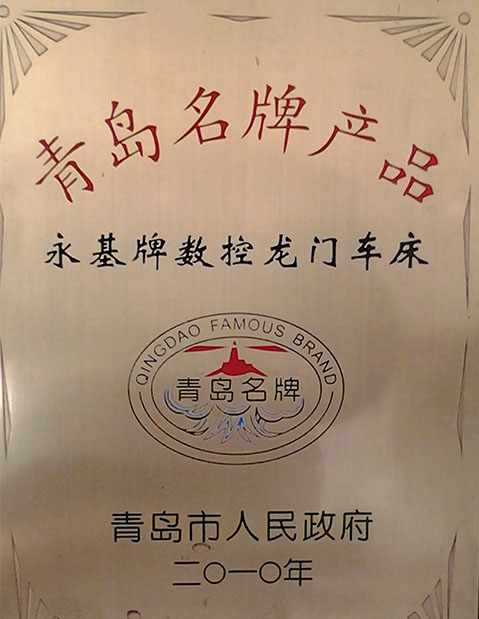 青岛名牌产品
永基牌数控龙门车床
QINGDAO FAMOUS BRAND
青岛名牌
青岛市人民政府
二〇一〇年